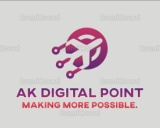 AK DIGITAL POINT
MAKING MORE POSSIBLE.